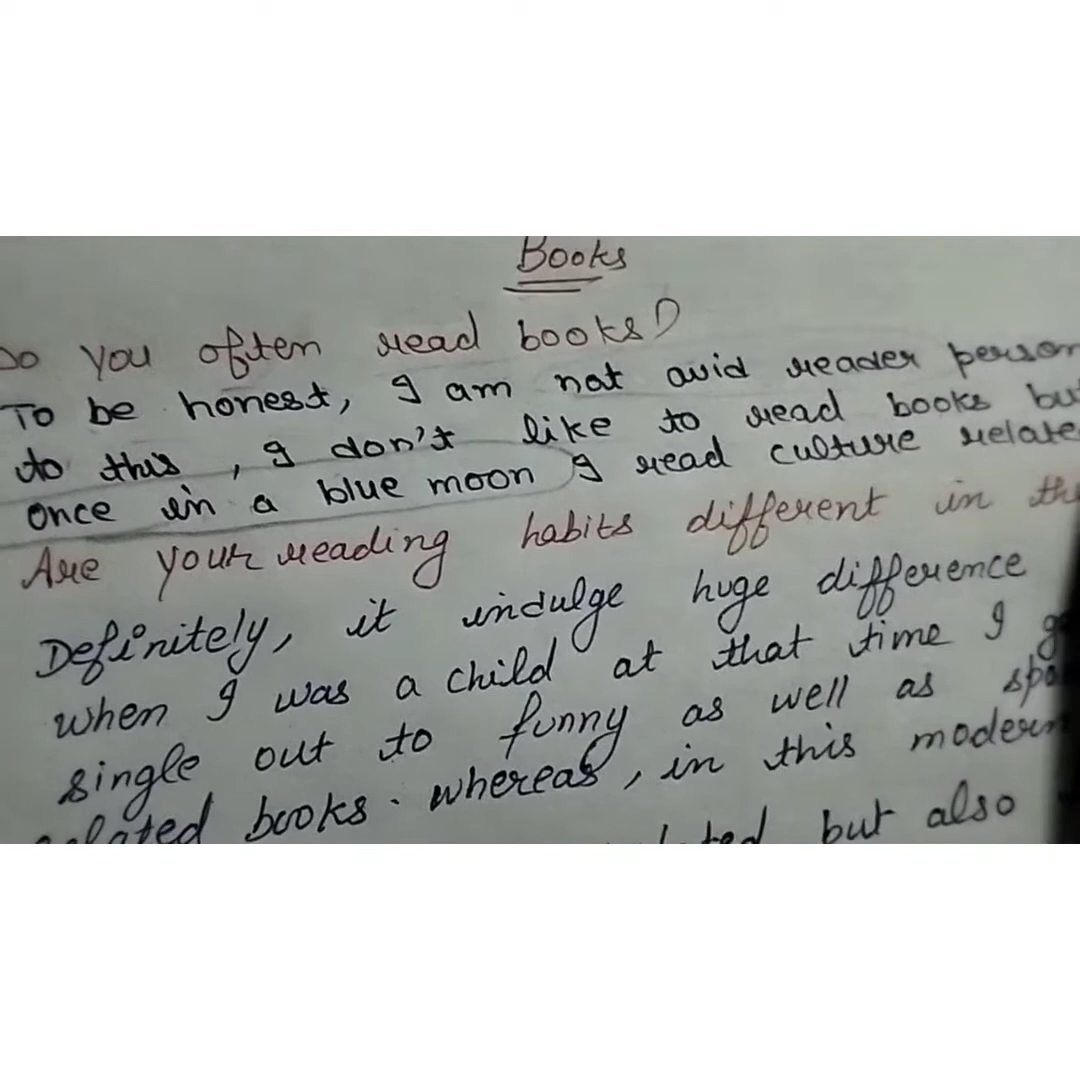 Books
Do you often read books?
To be honest, I am not avid reader person
to this, I don't like to read books but
once in a blue moon I read culture relate
Are your reading habits different in the
Definitely, it indulge huge difference
when I was a child at that time I
single out to funny as well as
related books. whereas, in this modern
but also